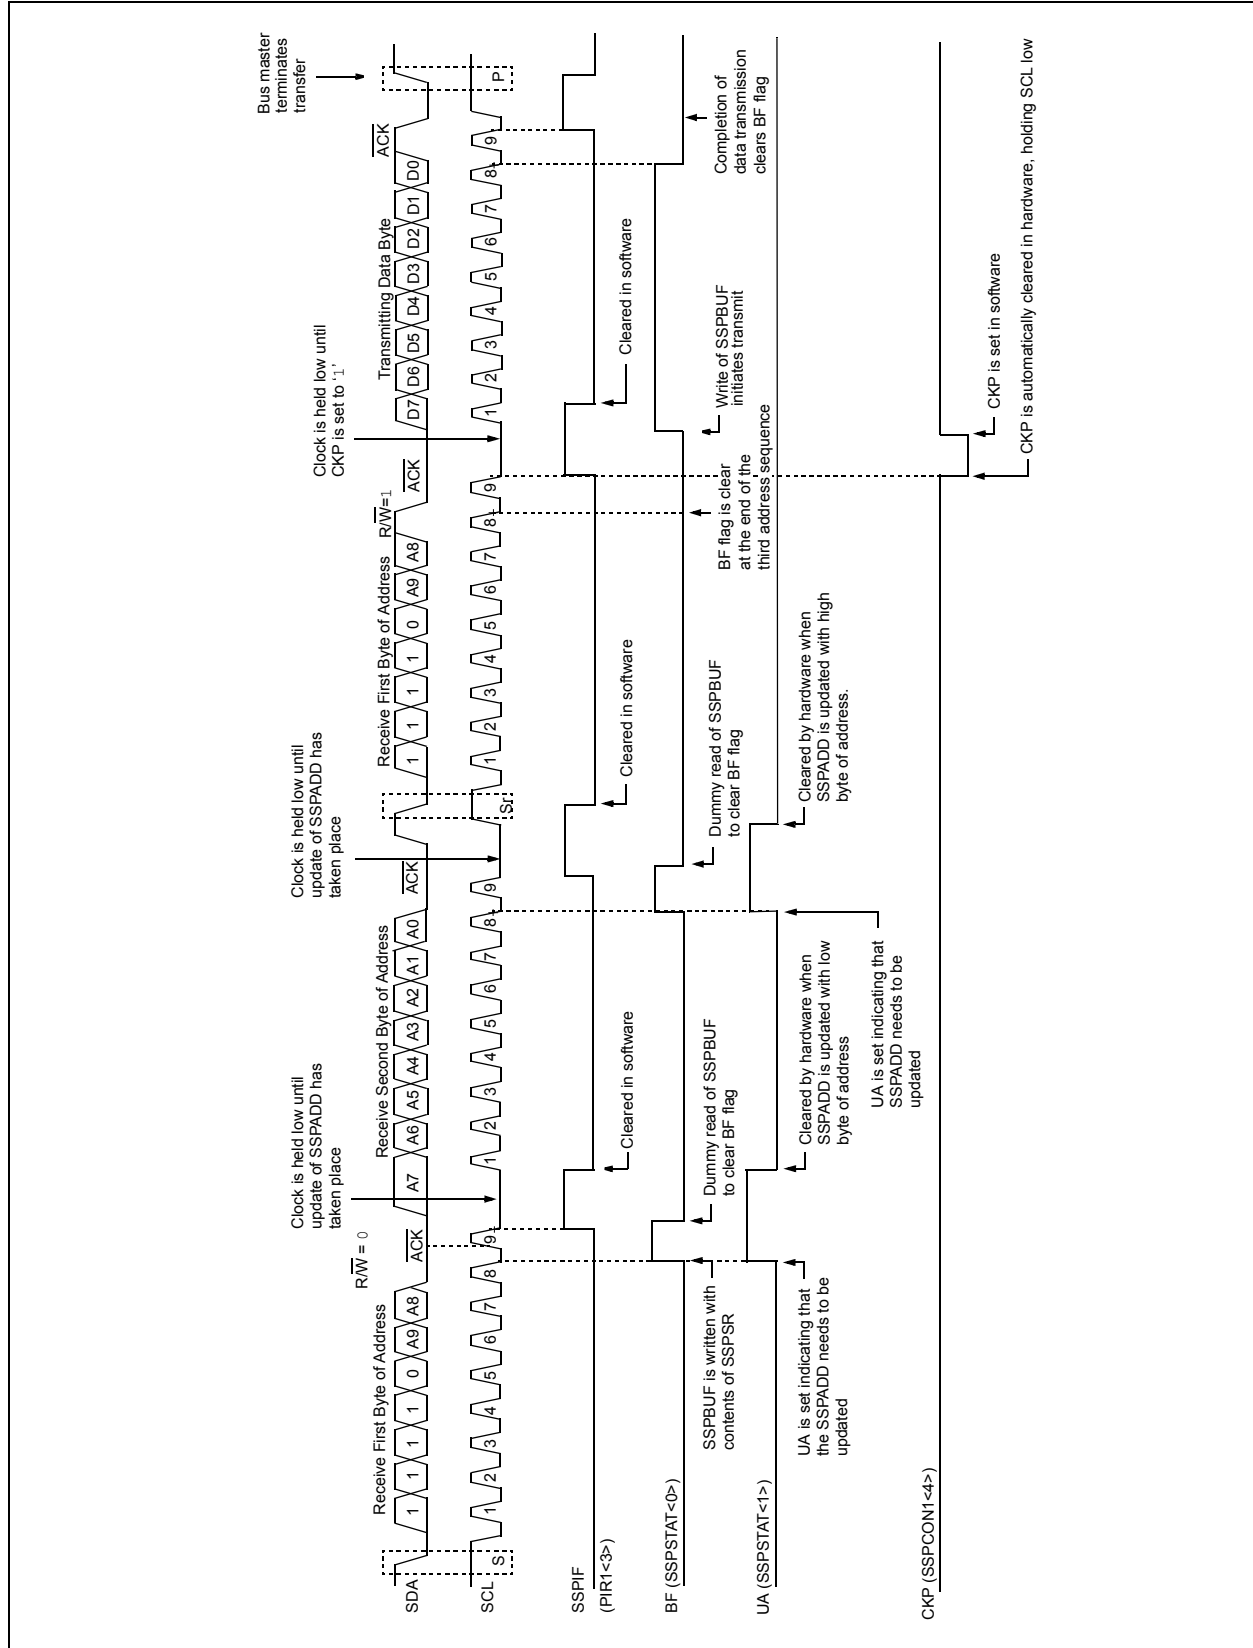 Bus master
terminates
transfer
Clock is held low until
update of SSPADD has
taken place
Clock is held low until
update of SSPADD has
taken place
Clock is held low until
CKP is set to ‘1’
R/W = 0
R/W=1
Receive First Byte of Address
ACK
Receive Second Byte of Address
ACK
Receive First Byte of Address
ACK
Transmitting Data Byte
ACK
SDA
1 1 1 1 0 A9 A8
A7 A6 A5 A4 A3 A2 A1 A0
1 1 1 1 0 A9 A8
D7 D6 D5 D4 D3 D2 D1 D0
SCL
S
1 2 3 4 5 6 7 8 9
1 2 3 4 5 6 7 8 9
Sr
1 2 3 4 5 6 7 8 9
1 2 3 4 5 6 7 8 9
P
SSPIF
(PIR1<3>)
Cleared in software
Cleared in software
Cleared in software
BF (SSPSTAT<0>)
SSPBUF is written with
contents of SSPSR
Dummy read of SSPBUF
to clear BF flag
Dummy read of SSPBUF
to clear BF flag
BF flag is clear
at the end of the
third address sequence
Write of SSPBUF
initiates transmit
Completion of
data transmission
clears BF flag
UA (SSPSTAT<1>)
UA is set indicating that
the SSPADD needs to be
updated
Cleared by hardware when
SSPADD is updated with low
byte of address
UA is set indicating that
SSPADD needs to be
updated
Cleared by hardware when
SSPADD is updated with high
byte of address.
CKP (SSPCON1<4>)
CKP is set in software
CKP is automatically cleared in hardware, holding SCL low